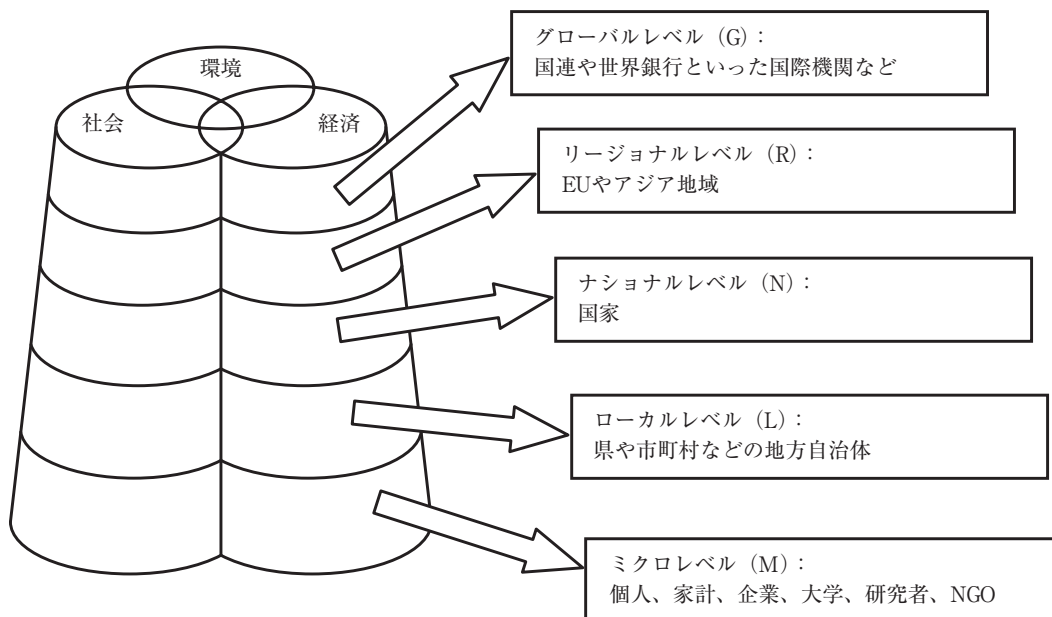 環境
社会
経済
グローバルレベル（G）：
国連や世界銀行といった国際機関など
リージョナルレベル（R）：
EUやアジア地域
ナショナルレベル（N）：
国家
ローカルレベル（L）：
県や市町村などの地方自治体
ミクロレベル（M）：
個人、家計、企業、大学、研究者、NGO